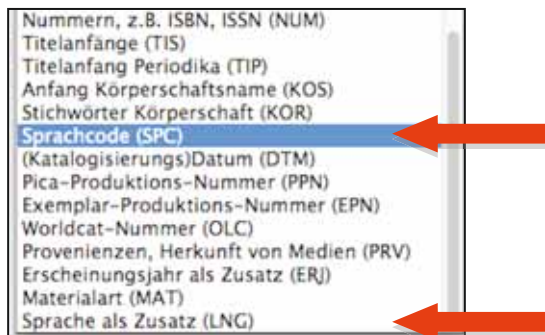 Nummern, z.B. ISBN, ISSN (NUM)
Titelanfänge (TIS)
Titelanfang Periodika (TIP)
Anfang Körperschaftsname (KOS)
Stichwörter Körperschaft (KOR)
Sprachcode (SPC)
(Katalogisierungs)Datum (DTM)
Pica-Produktions-Nummer (PPN)
Exemplar-Produktions-Nummer (EPN)
Worldcat-Nummer (OLC)
Provenienzen, Herkunft von Medien (PRV)
Erscheinungsjahr als Zusatz (ERJ)
Materialart (MAT)
Sprache als Zusatz (LNG)